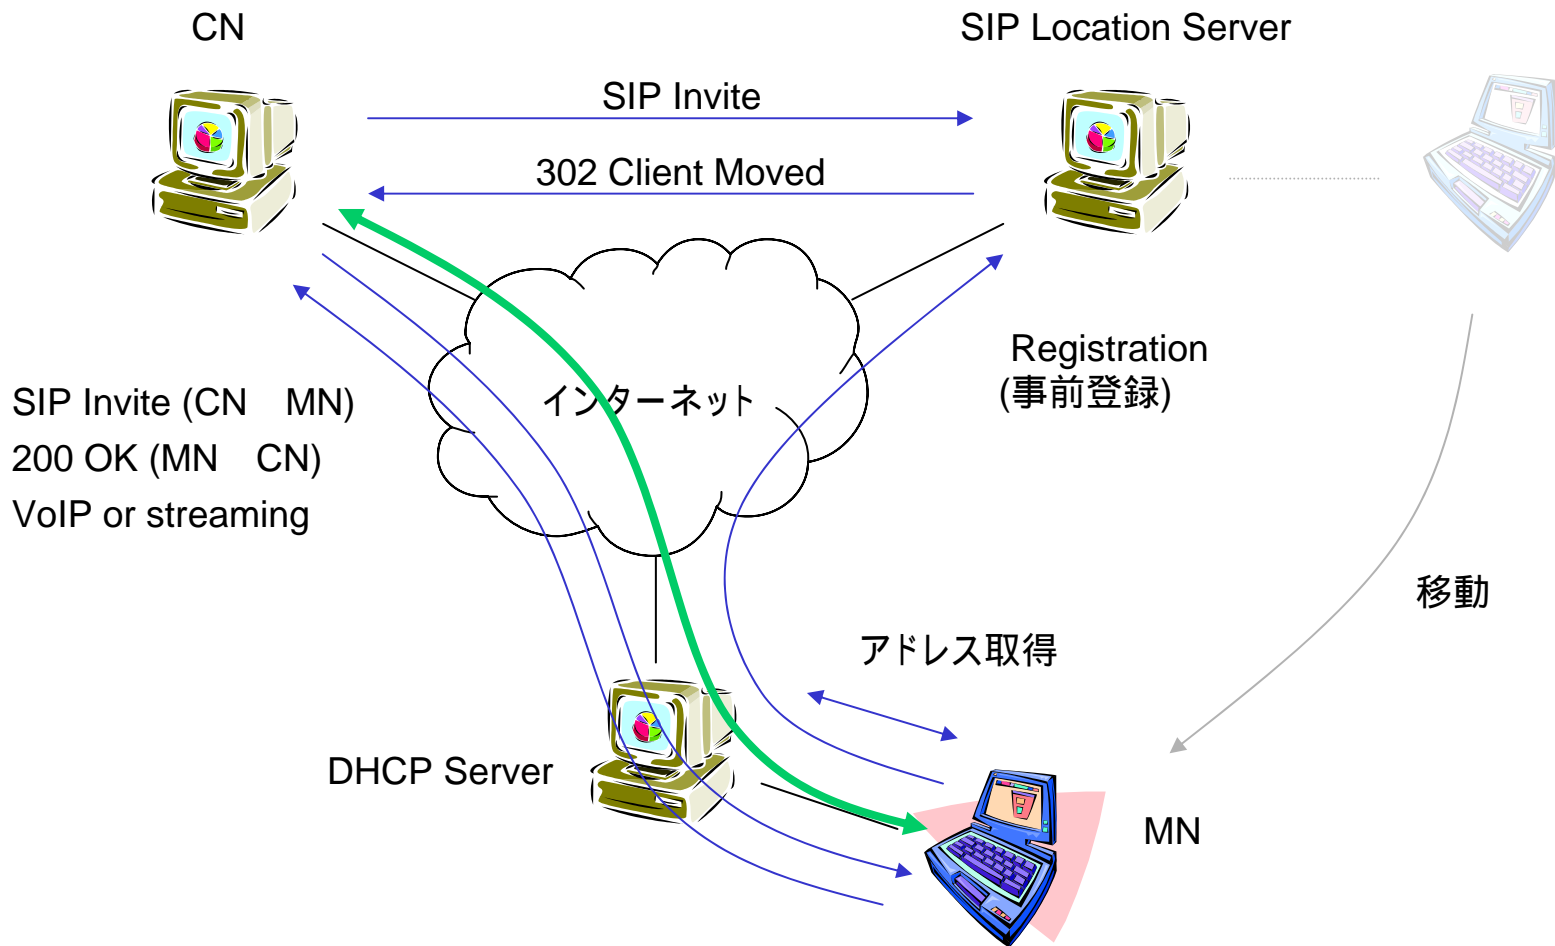 CN
SIP Location Server
SIP Invite
302 Client Moved
Registration
(事前登録)
インターネット
SIP Invite (CN　MN)
200 OK (MN　CN)
VoIP or streaming
移動
アドレス取得
DHCP Server
MN